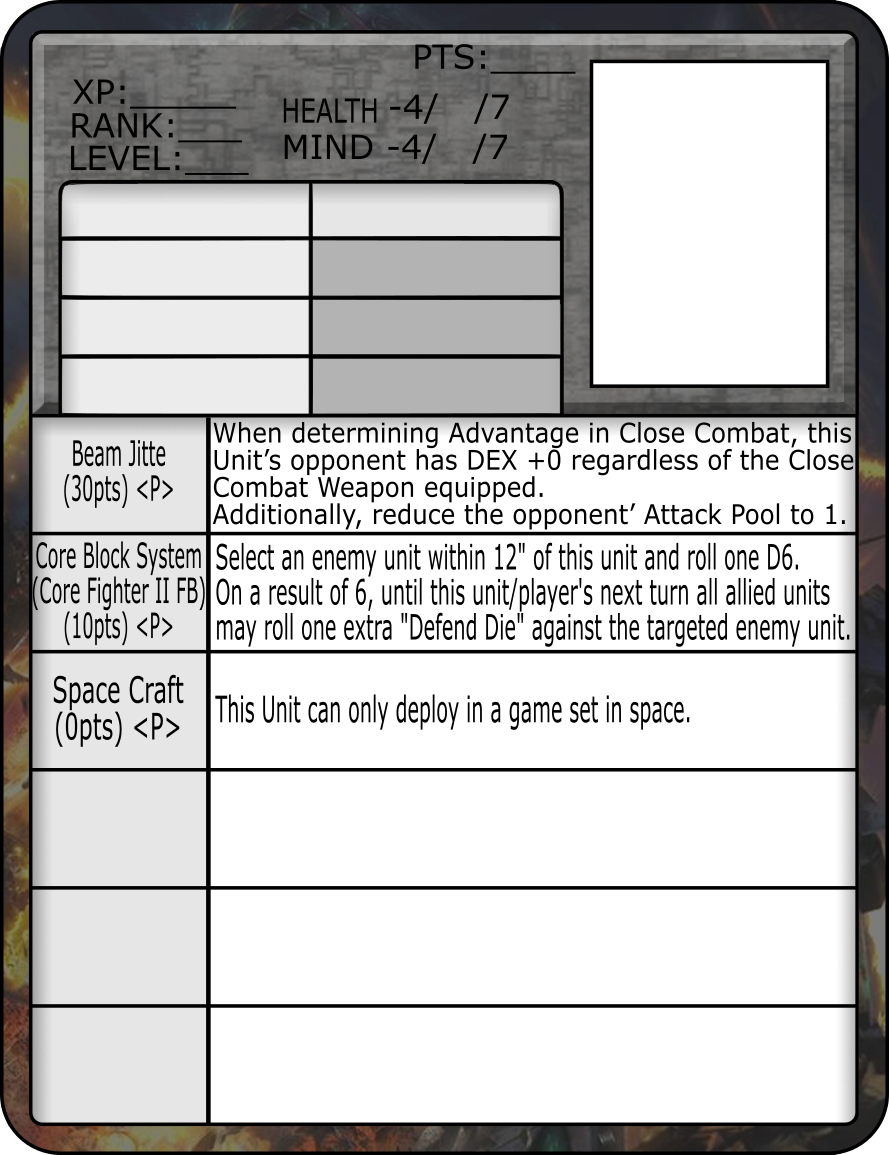 PTS:_____
XP:______
RANK:___
LEVEL:___
HEALTH -4/ /7
MIND -4/ /7
Beam Jitte
(30pts) <P>
When determining Advantage in Close Combat, this
Unit’s opponent has DEX +0 regardless of the Close
Combat Weapon equipped.
Additionally, reduce the opponent’ Attack Pool to 1.
Core Block System
(Core Fighter II FB)
(10pts) <P>
Select an enemy unit within 12" of this unit and roll one D6.
On a result of 6, until this unit/player's next turn all allied units
may roll one extra "Defend Die" against the targeted enemy unit.
Space Craft
(0pts) <P>
This Unit can only deploy in a game set in space.